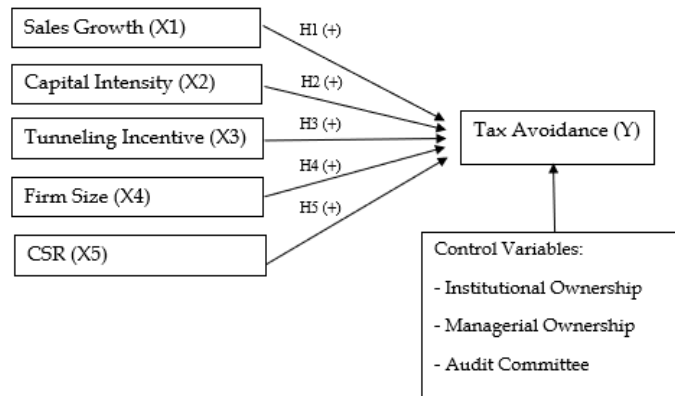 Sales Growth (X1)
H1 (+)
Capital Intensity (X2)
H2 (+)
Tunneling Incentive (X3)
H3 (+)
Tax Avoidance (Y)
Firm Size (X4)
H4 (+)
CSR (X5)
H5 (+)
Control Variables:
- Institutional Ownership
- Managerial Ownership
- Audit Committee